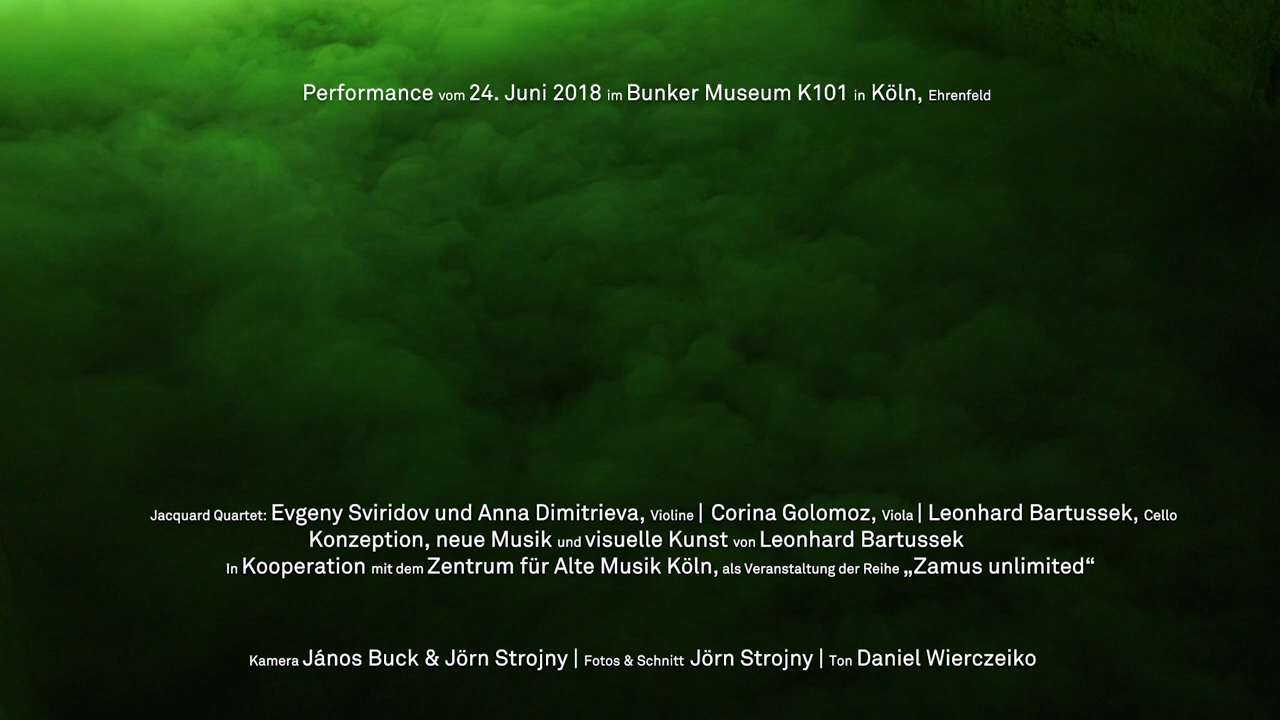 Performance vom 24. Juni 2018 im Bunker Museum K101 in Köln, Ehrenfeld
Jacquard Quartet: Evgeny Sviridov und Anna Dimitrieva, Violine | Corina Golomoz, Viola | Leonhard Bartussek, Cello
Konzeption, neue Musik und visuelle Kunst von Leonhard Bartussek
In Kooperation mit dem Zentrum für Alte Musik Köln, als Veranstaltung der Reihe „Zamus unlimited“
Kamera János Buck & Jörn Strojny | Fotos & Schnitt Jörn Strojny | Ton Daniel Wierczeiko